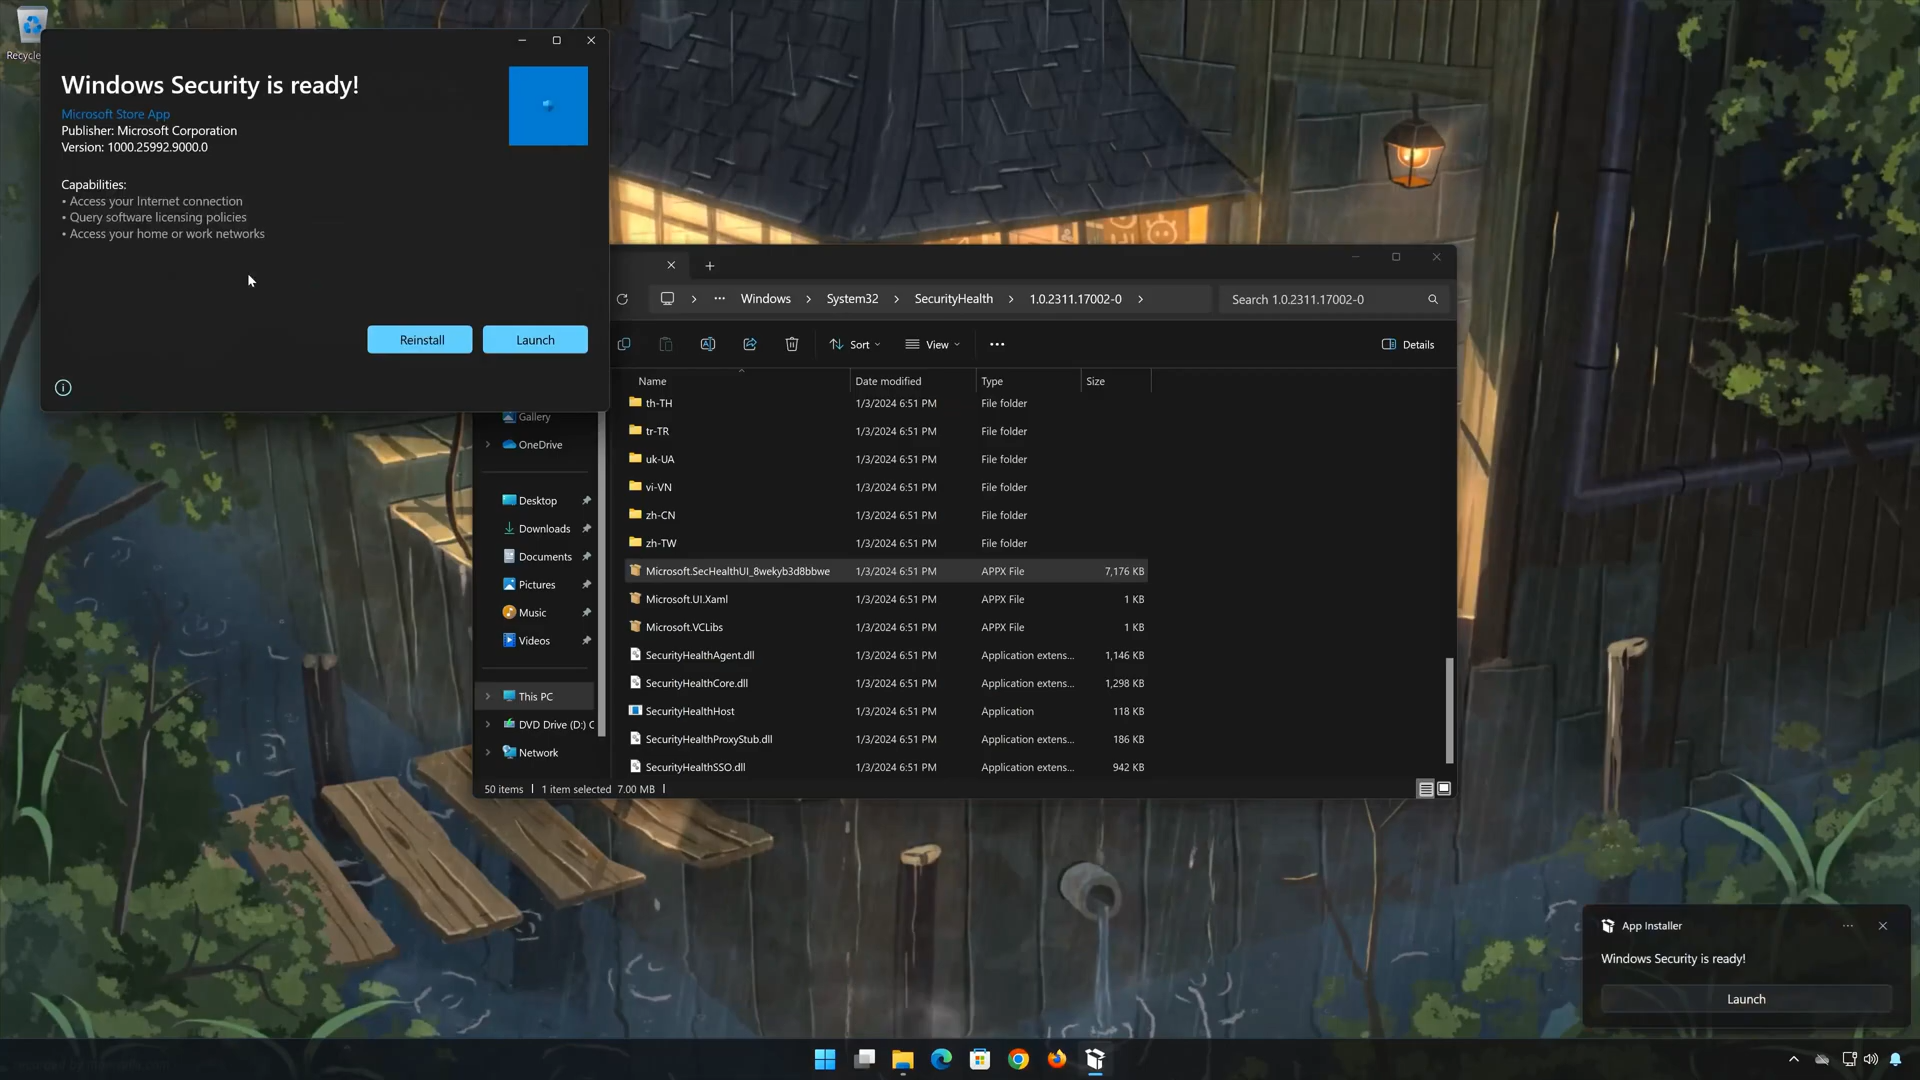 Recycle
Windows Security is ready!
Microsoft Store App
Publisher: Microsoft Corporation
Version: 1000.25992.9000.0
Capabilities:
• Access your Internet connection
• Query software licensing policies
• Access your home or work networks
Reinstall
Launch
Windows
System32
SecurityHealth
1.0.2311.17002-0
Search 1.0.2311.17002-0
Sort
View
Details
Name Date modified Type Size
Gallery
OneDrive
Desktop
Downloads
Documents
Pictures
Music
Videos
This PC
DVD Drive (D:) C
Network
th-TH 1/3/2024 6:51 PM File folder
tr-TR 1/3/2024 6:51 PM File folder
uk-UA 1/3/2024 6:51 PM File folder
vi-VN 1/3/2024 6:51 PM File folder
zh-CN 1/3/2024 6:51 PM File folder
zh-TW 1/3/2024 6:51 PM File folder
Microsoft.SecHealthUI_8wekyb3d8bbwe 1/3/2024 6:51 PM APPX File 7,176 KB
Microsoft.UI.Xaml 1/3/2024 6:51 PM APPX File 1 KB
Microsoft.VCLibs 1/3/2024 6:51 PM APPX File 1 KB
SecurityHealthAgent.dll 1/3/2024 6:51 PM Application extens... 1,146 KB
SecurityHealthCore.dll 1/3/2024 6:51 PM Application extens... 1,298 KB
SecurityHealthHost 1/3/2024 6:51 PM Application 118 KB
SecurityHealthProxyStub.dll 1/3/2024 6:51 PM Application extens... 186 KB
SecurityHealthSSO.dll 1/3/2024 6:51 PM Application extens... 942 KB
50 items 1 item selected 7.00 MB
App Installer
Windows Security is ready!
Launch